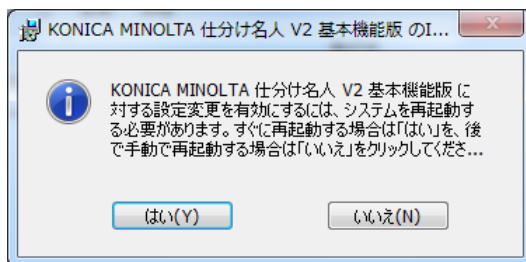 KONICA MINOLTA 仕分け名人 V2 基本機能版 のI...
KONICA MINOLTA 仕分け名人 V2 基本機能版 に
対する設定変更を有効にするには、システムを再起動す
る必要があります。すぐに再起動する場合は「はい」を、後
で手動で再起動する場合は「いいえ」をクリックしてくださ...
はい(Y)
いいえ(N)